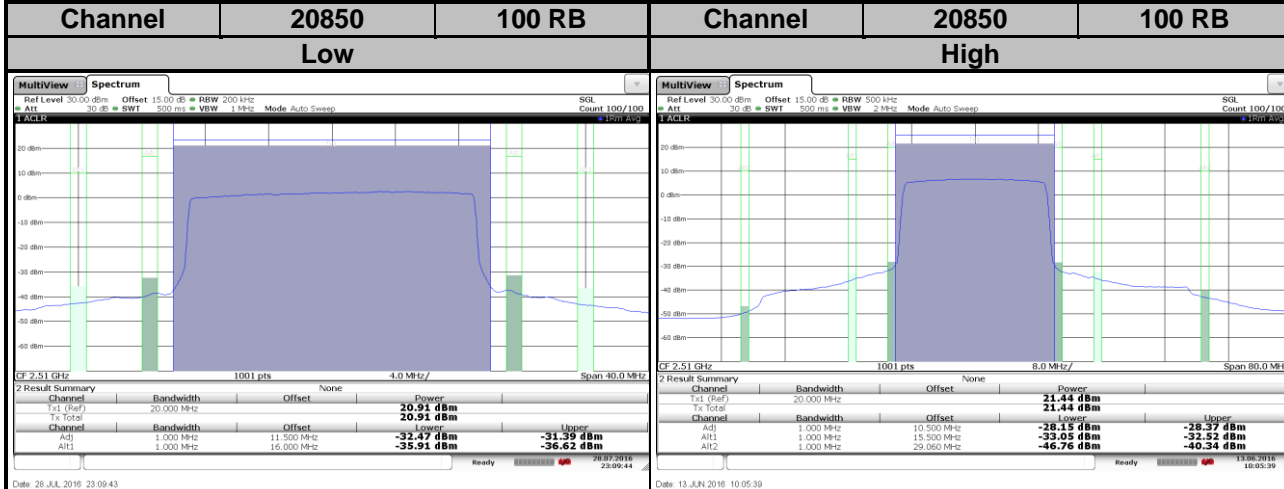 Channel 20850 100 RB Channel 20850 100 RB
Low High
MultiView Spectrum
Ref Level 30.00 dBm Offset 15.00 dB RBW 200 kHz SGL
Att 30 dB SWT 500 ms VBW 1 MHz Mode Auto Sweep Count 100/100
1 ACLR 1Rm Avg
20 dBm
10 dBm
0 dBm
-10 dBm
-20 dBm
-30 dBm
-40 dBm
-50 dBm
-60 dBm
CF 2.51 GHz 1001 pts 4.0 MHz/ Span 40.0 MHz
2 Result Summary None
Channel Bandwidth Offset Power
Tx1 (Ref) 20.000 MHz 20.91 dBm
Tx Total 20.91 dBm
Channel Bandwidth Offset Lower Upper
Adj 1.000 MHz 11.500 MHz -32.47 dBm -31.39 dBm
Alt1 1.000 MHz 16.000 MHz -35.91 dBm -36.62 dBm
Ready 28.07.2016
23:09:44
Date: 28.JUL.2016 23:09:43
MultiView Spectrum
Ref Level 30.00 dBm Offset 15.00 dB RBW 500 kHz SGL
Att 30 dB SWT 500 ms VBW 2 MHz Mode Auto Sweep Count 100/100
1 ACLR 1Rm Avg
20 dBm
10 dBm
0 dBm
-10 dBm
-20 dBm
-30 dBm
-40 dBm
-50 dBm
-60 dBm
CF 2.51 GHz 1001 pts 8.0 MHz/ Span 80.0 MHz
2 Result Summary None
Channel Bandwidth Offset Power
Tx1 (Ref) 20.000 MHz 21.44 dBm
Tx Total 21.44 dBm
Channel Bandwidth Offset Lower Upper
Adj 1.000 MHz 10.500 MHz -28.15 dBm -28.37 dBm
Alt1 1.000 MHz 15.500 MHz -33.05 dBm -32.52 dBm
Alt2 1.000 MHz 29.060 MHz -46.76 dBm -40.34 dBm
Ready 13.06.2016
10:05:39
Date: 13.JUN.2016 10:05:39